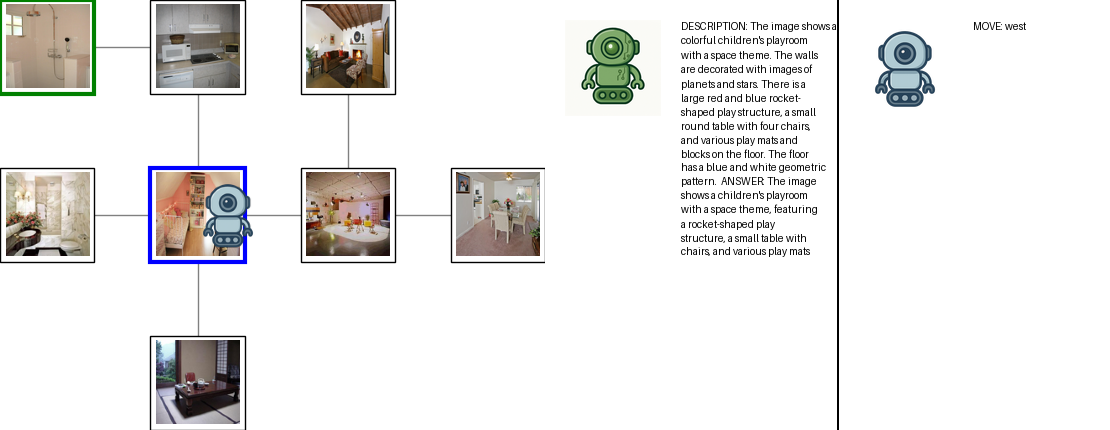 DESCRIPTION: The image shows a
colorful children's playroom
with a space theme. The walls
are decorated with images of
planets and stars. There is a
large red and blue rocket-
shaped play structure, a small
round table with four chairs,
and various play mats and
blocks on the floor. The floor
has a blue and white geometric
pattern. ANSWER: The image
shows a children's playroom
with a space theme, featuring
a rocket-shaped play
structure, a small table with
chairs, and various play mats
MOVE: west